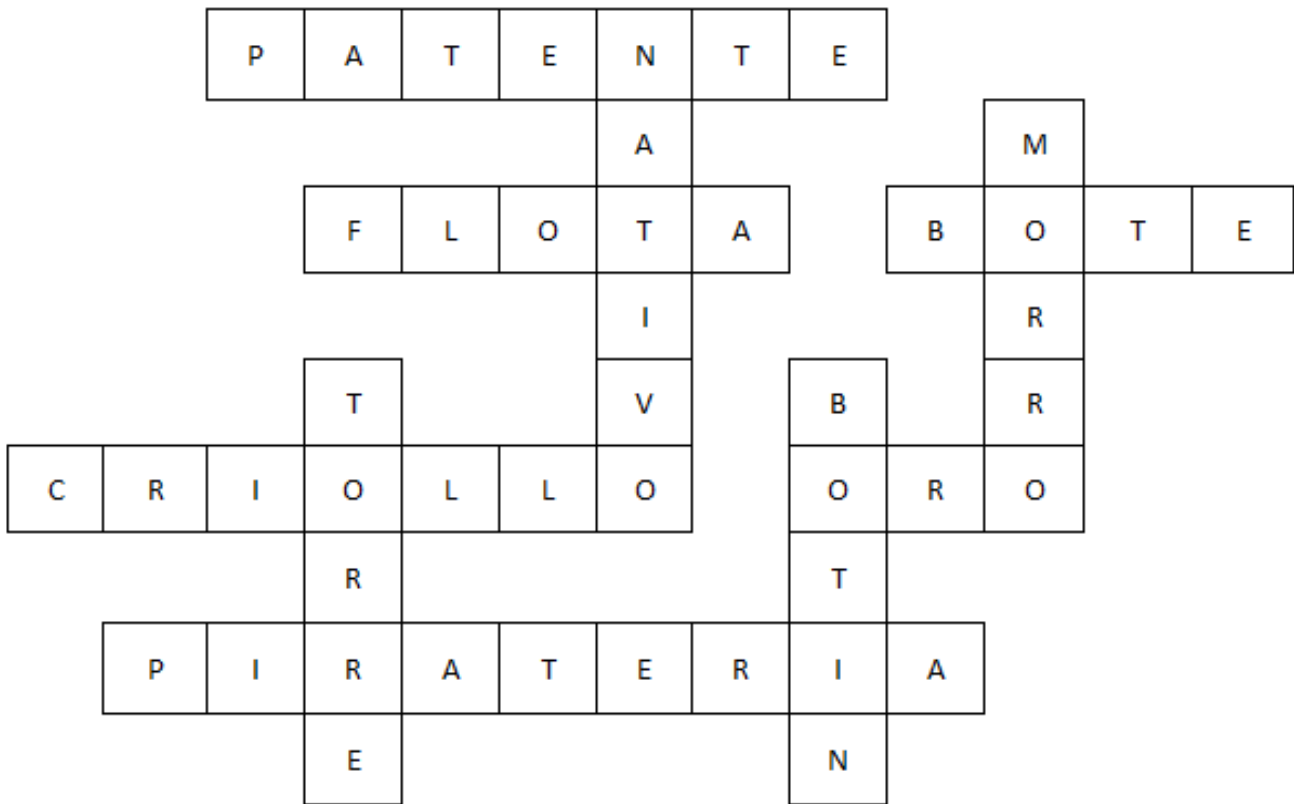 P A T E N T E
A M
F L O T A B O T E
I R
T V B R
C R I O L L O O R O
R T
P I R A T E R I A
E N